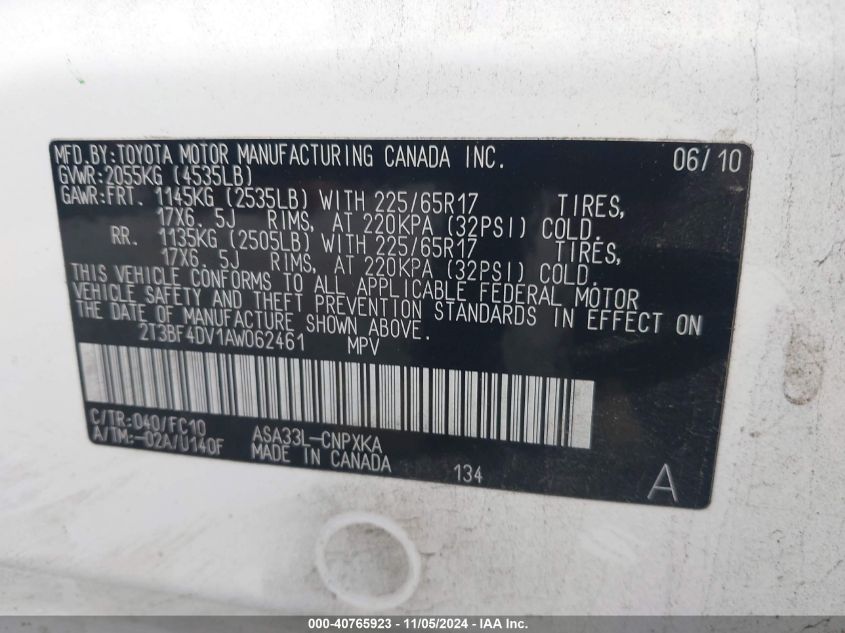 MFD.BY:TOYOTA MOTOR MANUFACTURING CANADA INC. 06/10
GVWR:2055KG (4535LB)
GAWR:FRT. 1145KG (2535LB) WITH 225/65R17 TIRES,
17X6.5J RIMS, AT 220KPA (32PSI) COLD.
RR. 1135KG (2505LB) WITH 225/65R17 TIRES,
17X6.5J RIMS, AT 220KPA (32PSI) COLD.
THIS VEHICLE CONFORMS TO ALL APPLICABLE FEDERAL MOTOR
VEHICLE SAFETY AND THEFT PREVENTION STANDARDS IN EFFECT ON
THE DATE OF MANUFACTURE SHOWN ABOVE.
2T3BF4DV1AW062461 MPV
C/TR:040/FC10 ASA33L-CNPXKA
A/TM:-02A/U140F MADE IN CANADA 134 A
000-40765923 - 11/05/2024 - IAA Inc.